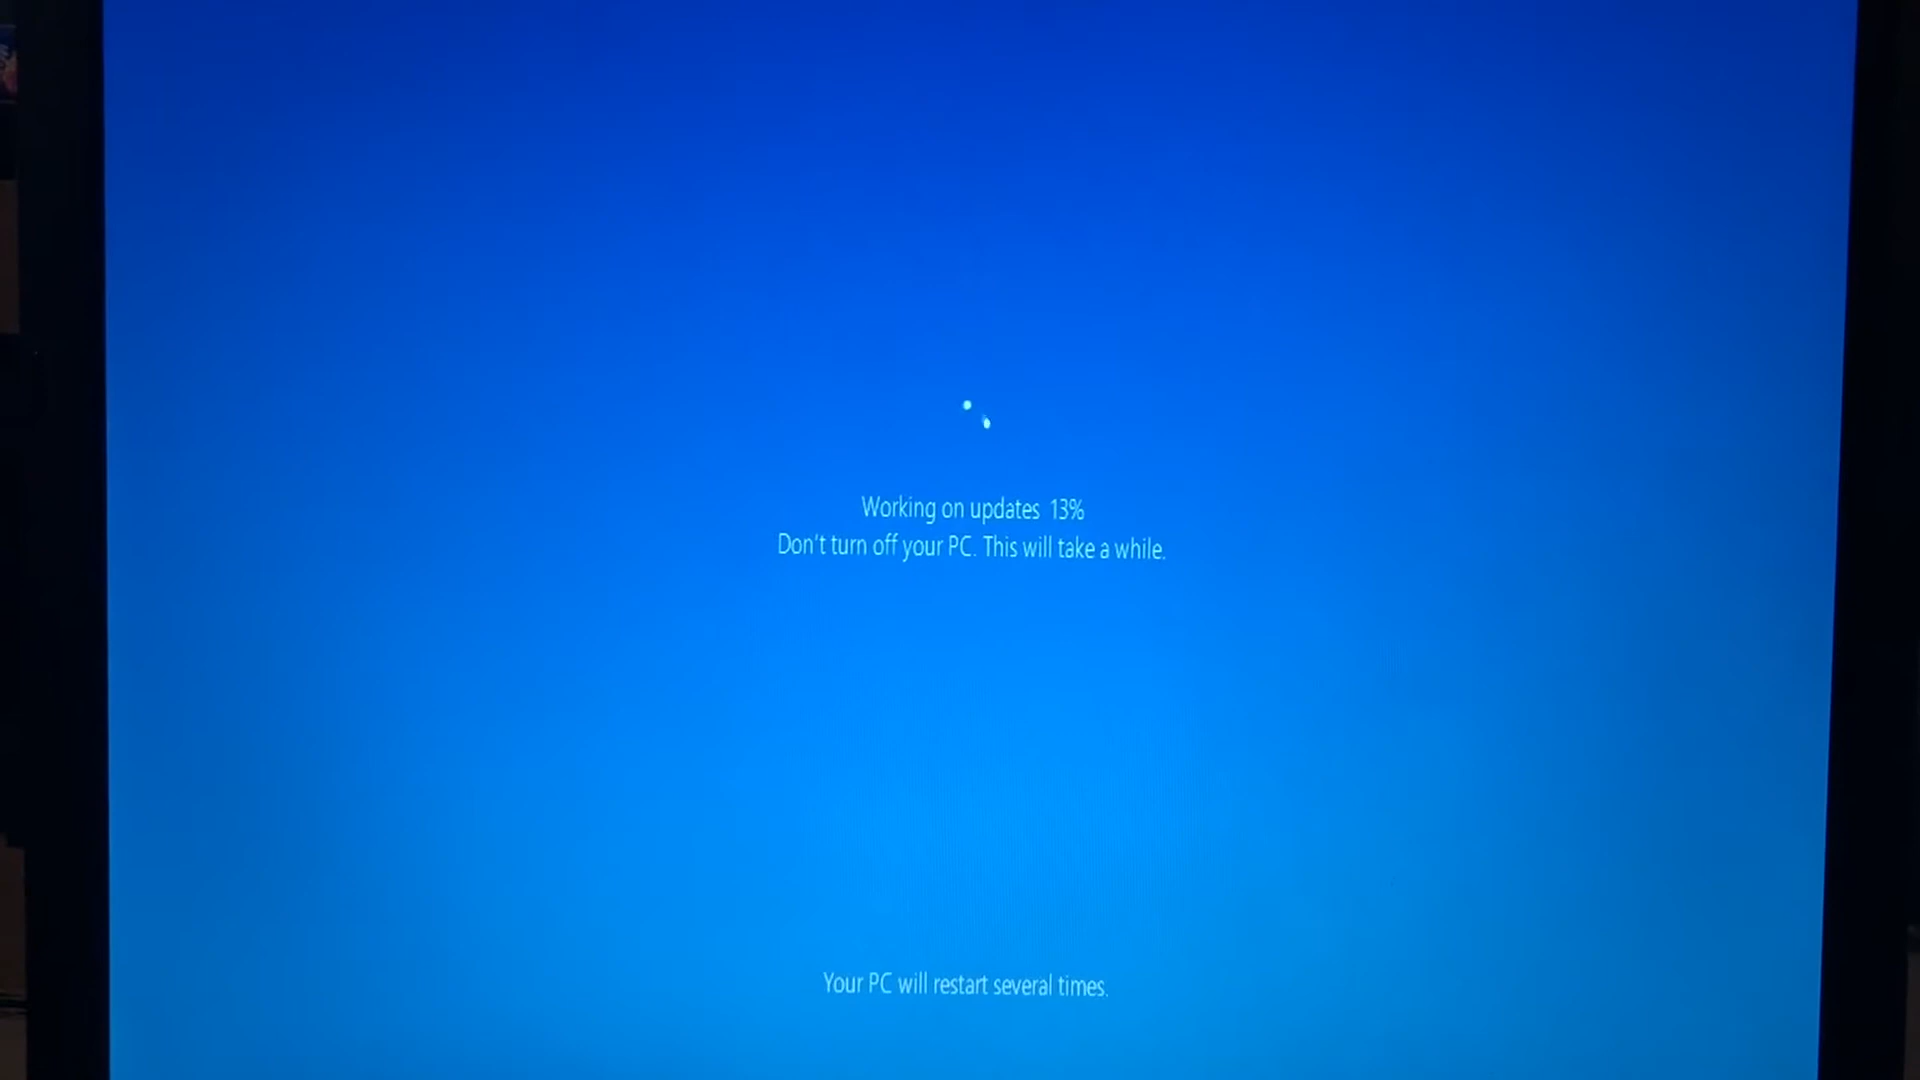 Working on updates 13%
Don't turn off your PC. This will take a while.
Your PC will restart several times.